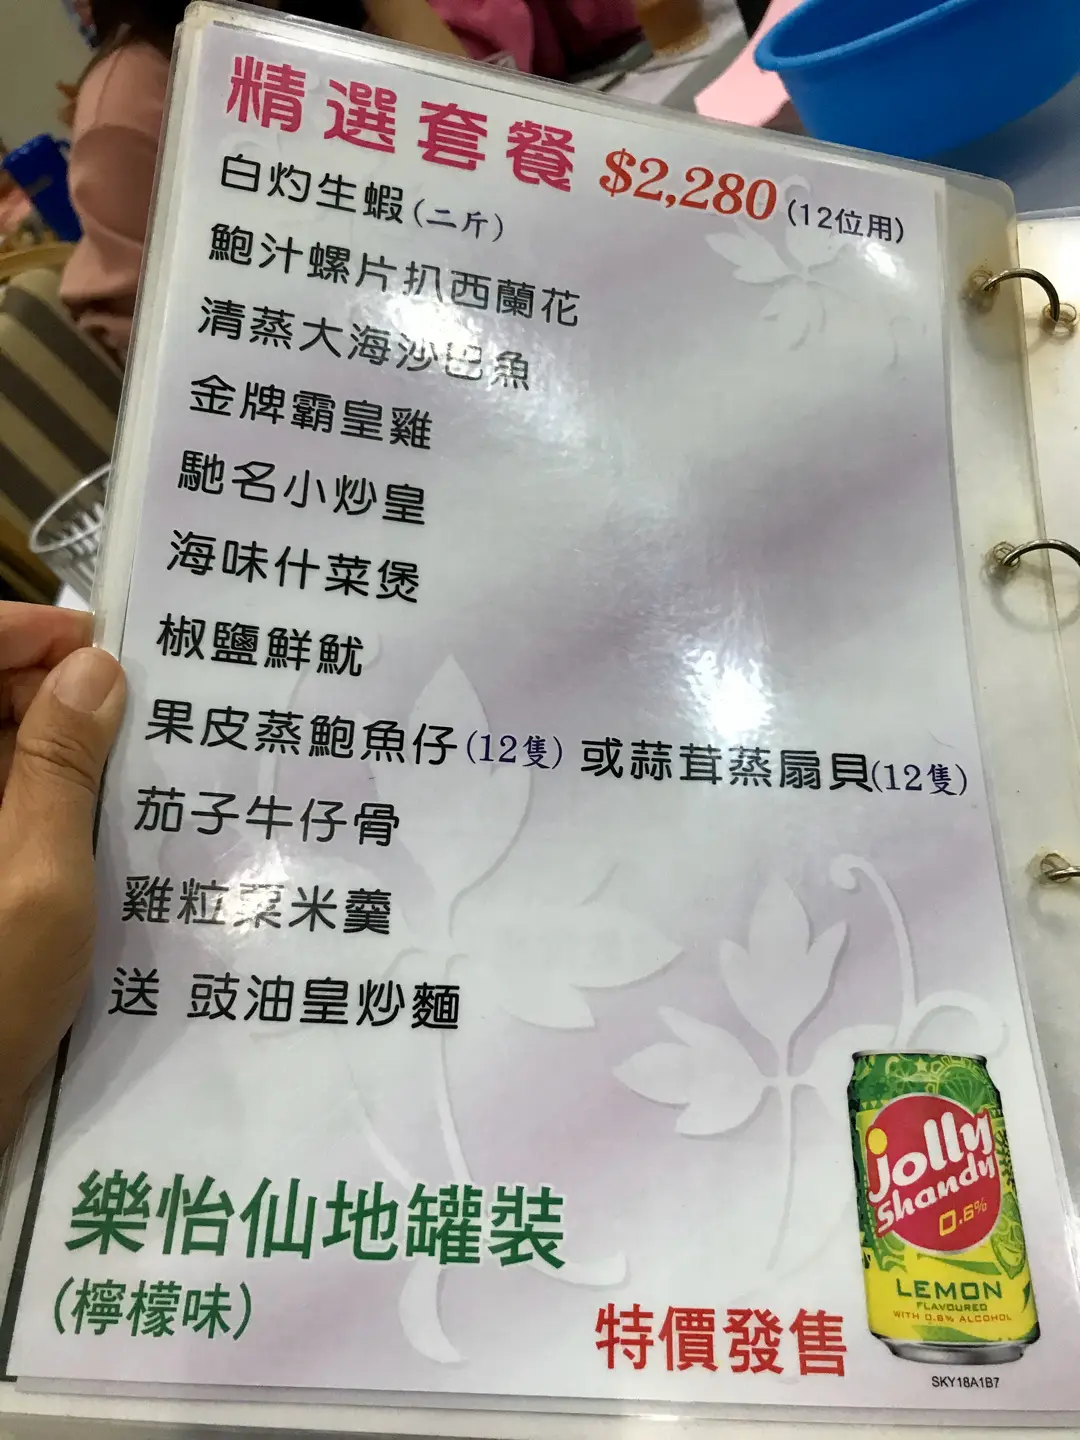 精選套餐 $2,280 (12位用)
白灼生蝦(二斤)
鮑汁螺片扒西蘭花
清蒸大海沙巴魚
金牌霸皇雞
馳名小炒皇
海味什菜煲
椒鹽鮮魷
果皮蒸鮑魚仔(12隻) 或蒜茸蒸扇貝(12隻)
茄子牛仔骨
雞粒粟米羹
送 豉油皇炒麵
樂怡仙地罐裝
(檸檬味)
特價發售
jolly
Shandy
0.6%
LEMON
FLAVOURED
WITH 0.6% ALCOHOL
SKY18A1B7